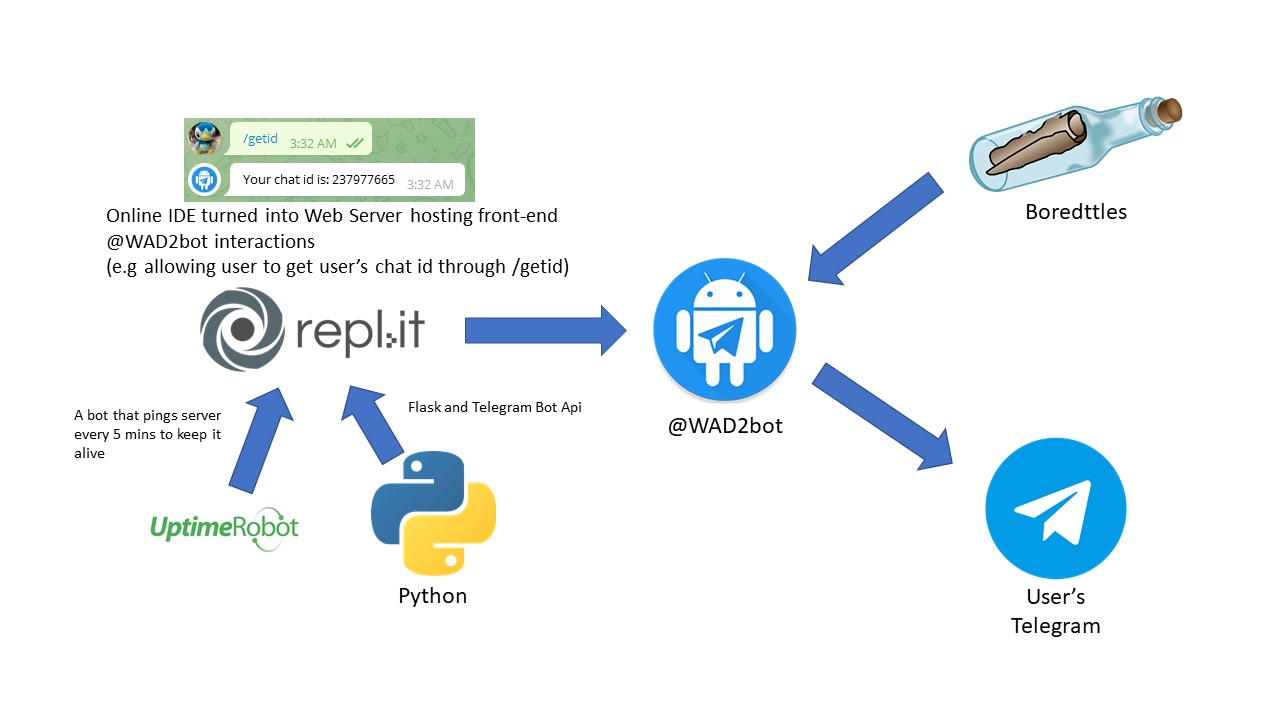 /getid 3:32 AM
Your chat id is: 237977665 3:32 AM
Online IDE turned into Web Server hosting front-end
@WAD2bot interactions
(e.g allowing user to get user's chat id through /getid)
repl.it
A bot that pings server
every 5 mins to keep it
alive
Flask and Telegram Bot Api
UptimeRobot
Python
@WAD2bot
Boredttles
User's
Telegram